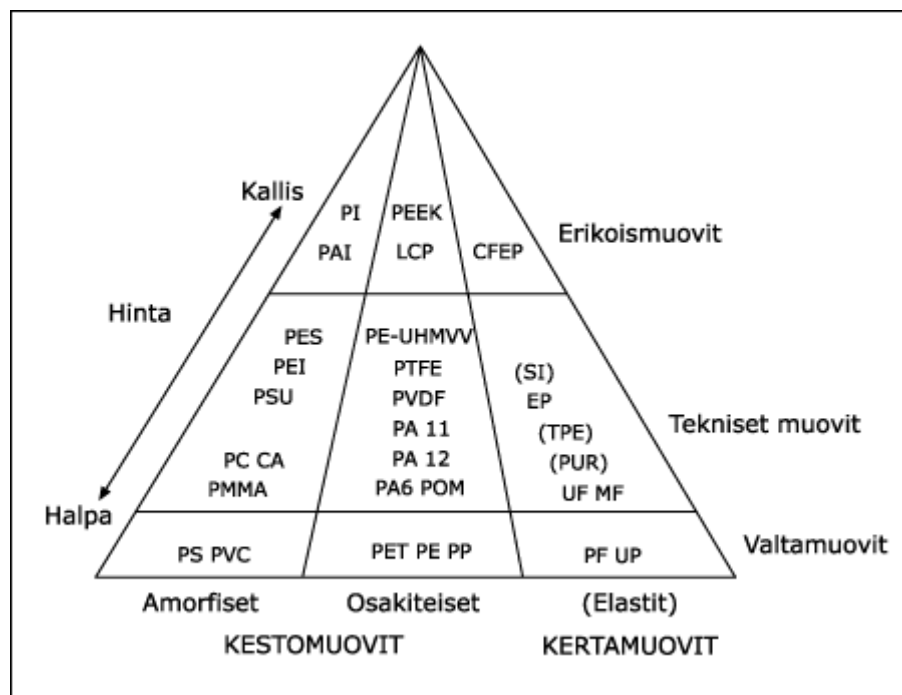 Kallis
PI PEEK
Erikoismuovit
PAI LCP CFEP
Hinta
PES PE-UHMVV
PEI PTFE (SI)
PSU PVDF EP
PA 11 (TPE)
Tekniset muovit
PC CA PA 12 (PUR)
PMMA PA6 POM UF MF
Halpa
Valtamuovit
PS PVC PET PE PP PF UP
Amorfiset Osakiteiset (Elastit)
KESTOMUOVIT KERTAMUOVIT